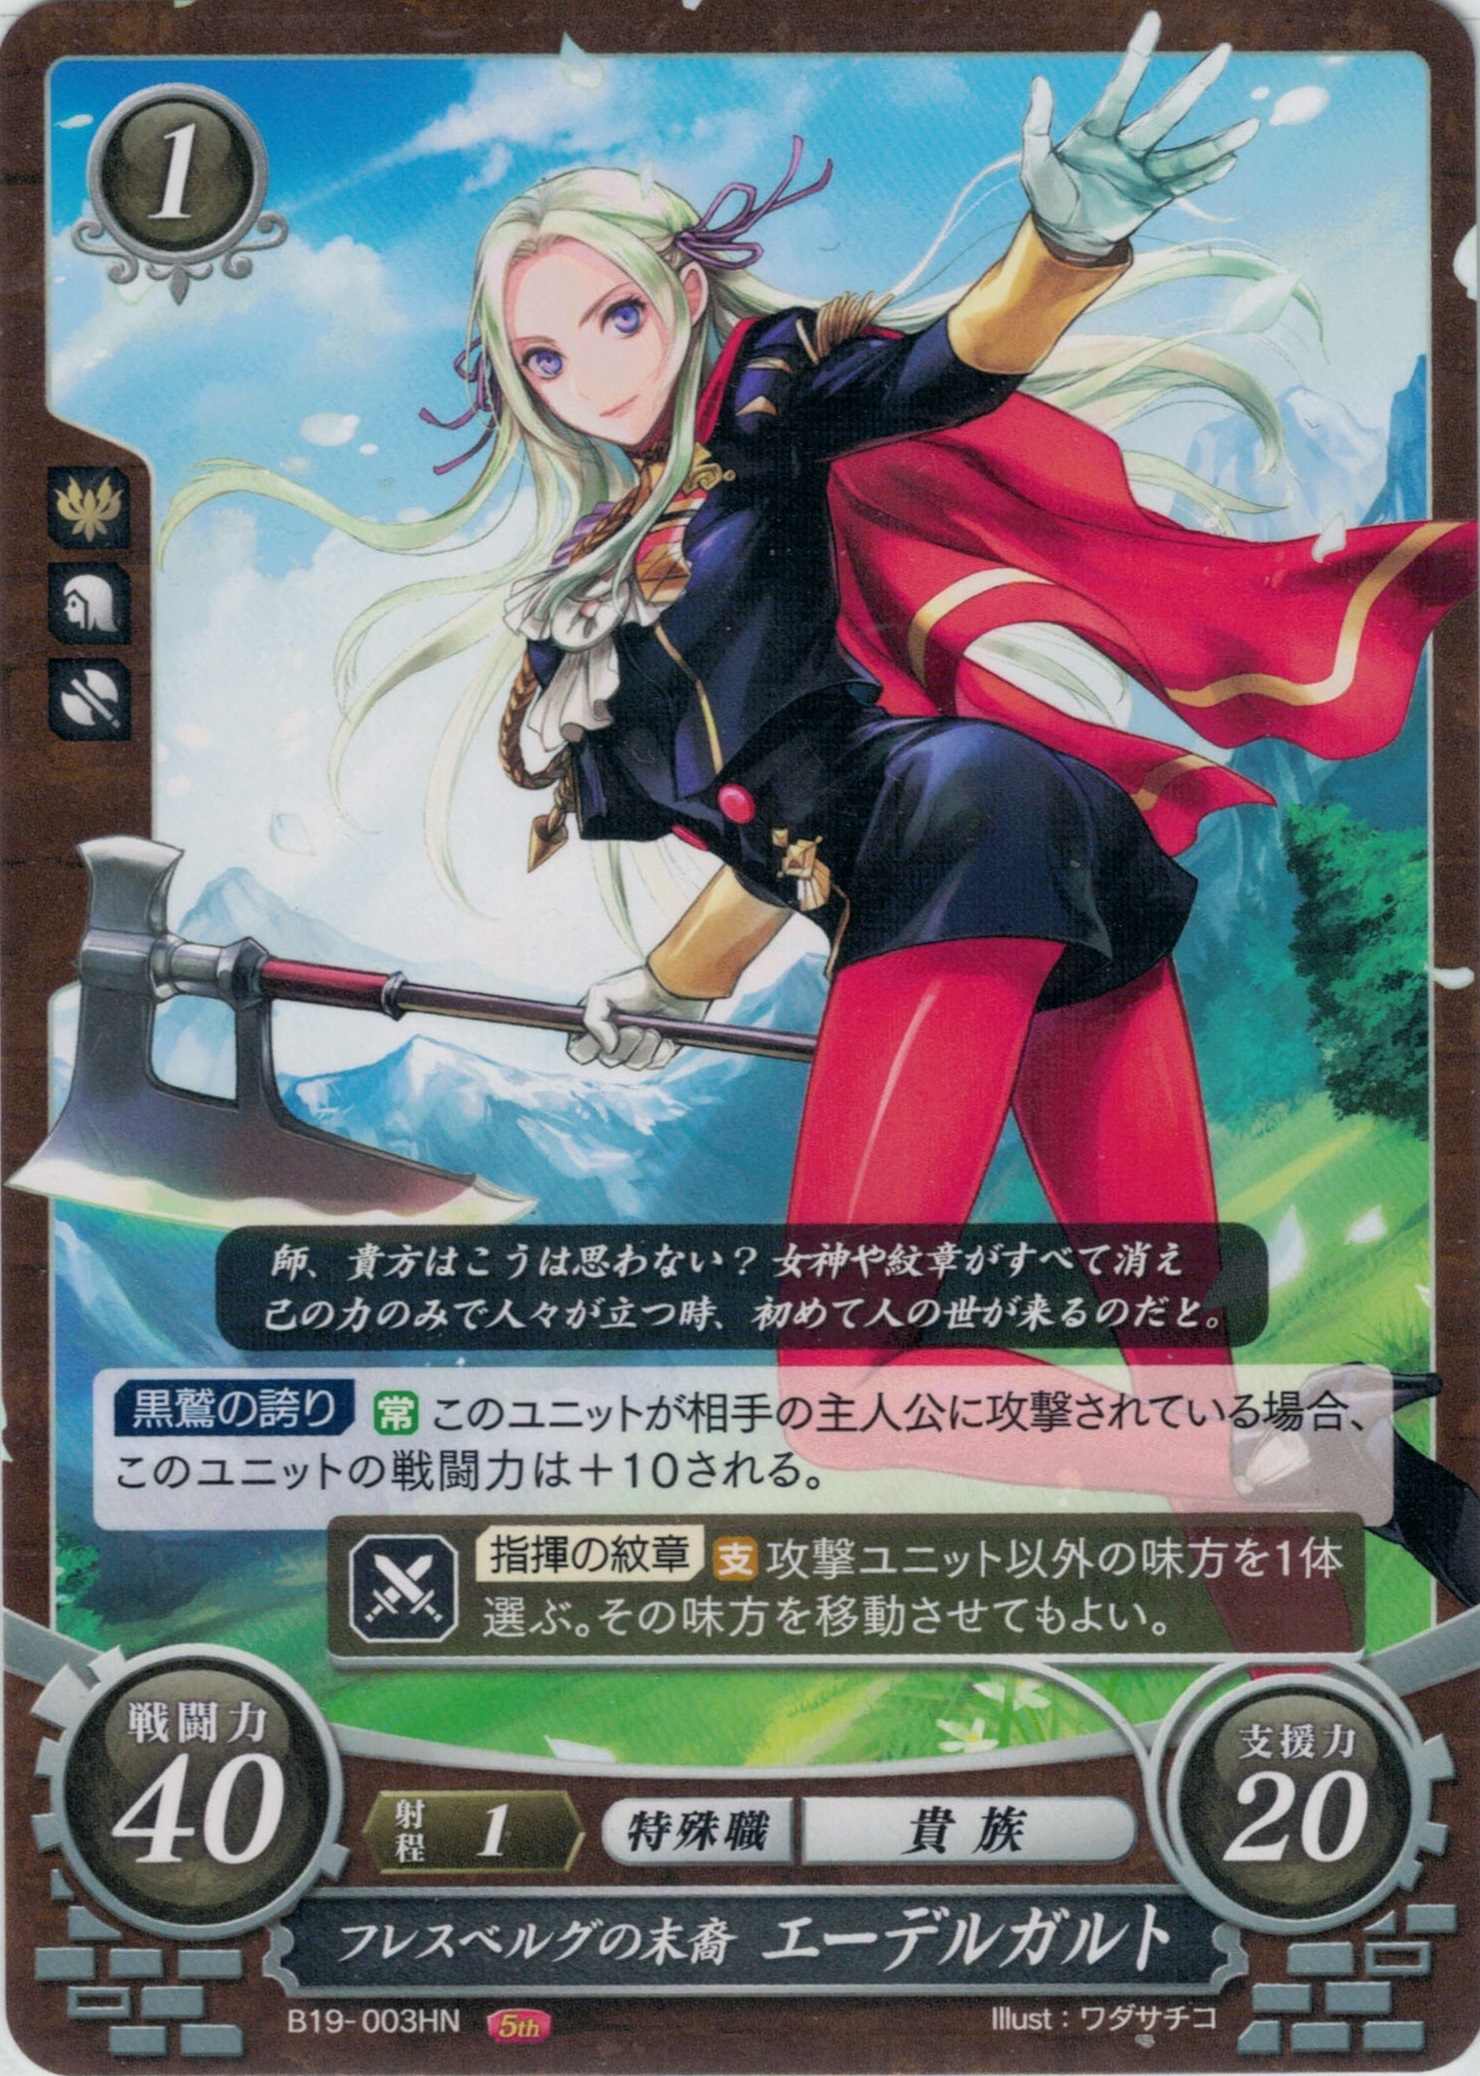 1
師、貴方はこうは思わない？女神や紋章がすべて消え
己の力のみで人々が立つ時、初めて人の世が来るのだと。
黒鷲の誇り 常 このユニットが相手の主人公に攻撃されている場合、
このユニットの戦闘力は＋10される。
指揮の紋章 支 攻撃ユニット以外の味方を1体
選ぶ。その味方を移動させてもよい。
戦闘力
40
射程 1
特殊職 貴族
支援力
20
フレスベルグの末裔 エーデルガルト
B19-003HN 5th Illust：ワダサチコ